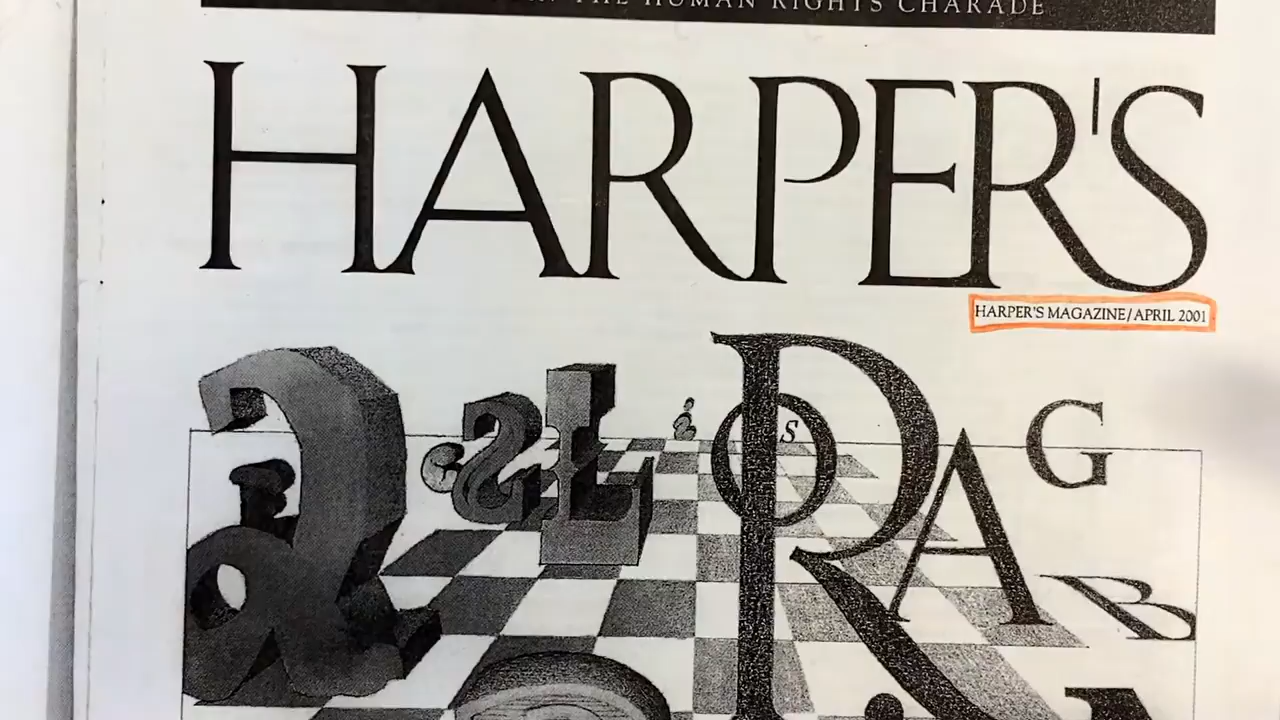 THE HUMAN RIGHTS CHARADE
HARPER'S
HARPER'S MAGAZINE/APRIL 2001
S
L
R
O
S
A
G
B